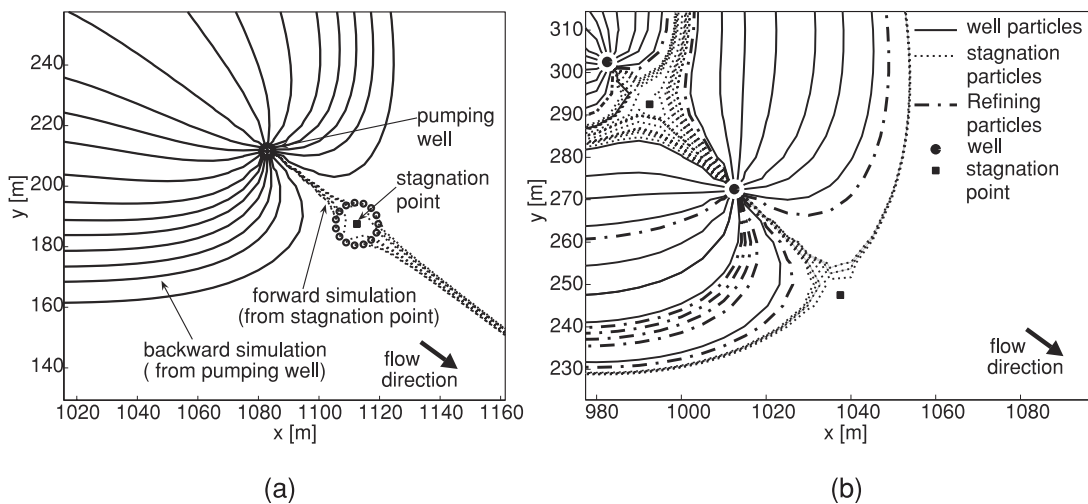 240
220
200
180
160
140
y [m]
1020
1040
1060
1080
1100
1120
1140
1160
x [m]
pumping
well
stagnation
point
forward simulation
(from stagnation point)
backward simulation
( from pumping well)
flow
direction
(a)
310
300
290
280
270
260
250
240
230
y [m]
980
1000
1020
1040
1060
1080
x [m]
well particles
stagnation
particles
Refining
particles
well
stagnation
point
flow
direction
(b)